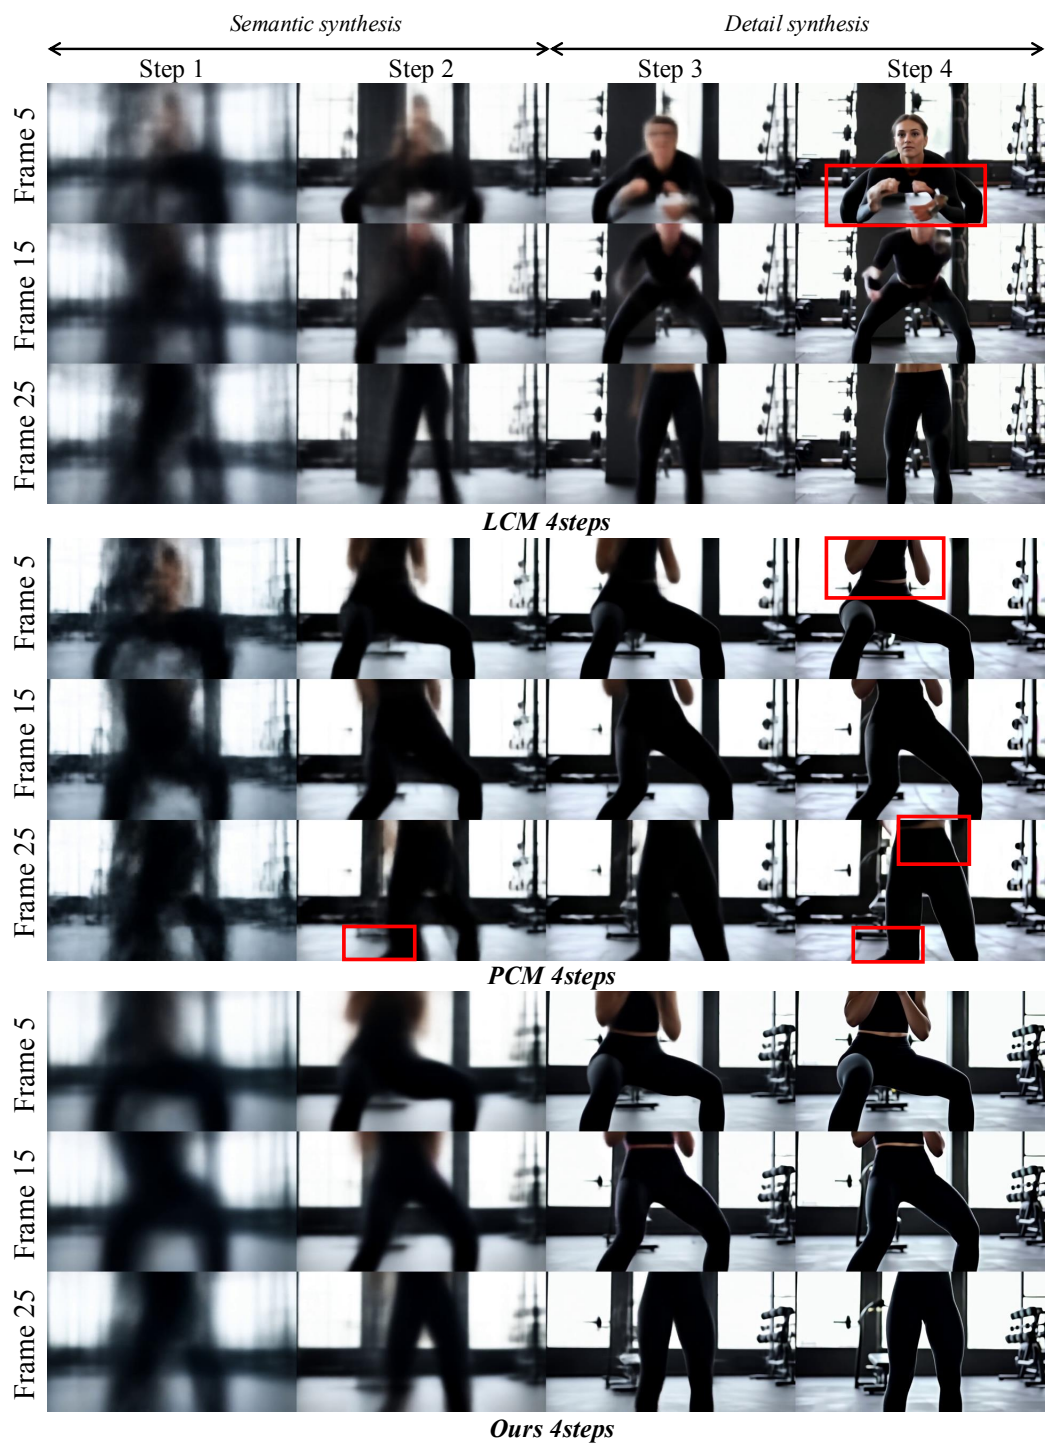 Semantic synthesis Detail synthesis
Step 1 Step 2 Step 3 Step 4
Frame 5
Frame 15
Frame 25
LCM 4steps
Frame 5
Frame 15
Frame 25
PCM 4steps
Frame 5
Frame 15
Frame 25
Ours 4steps